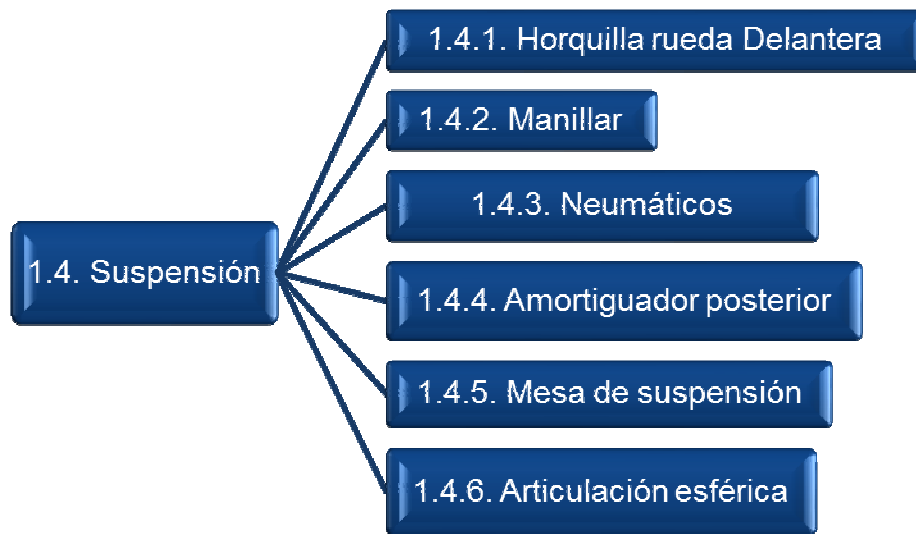 1.4. Suspensión
1.4.1. Horquilla rueda Delantera
1.4.2. Manillar
1.4.3. Neumáticos
1.4.4. Amortiguador posterior
1.4.5. Mesa de suspensión
1.4.6. Articulación esférica